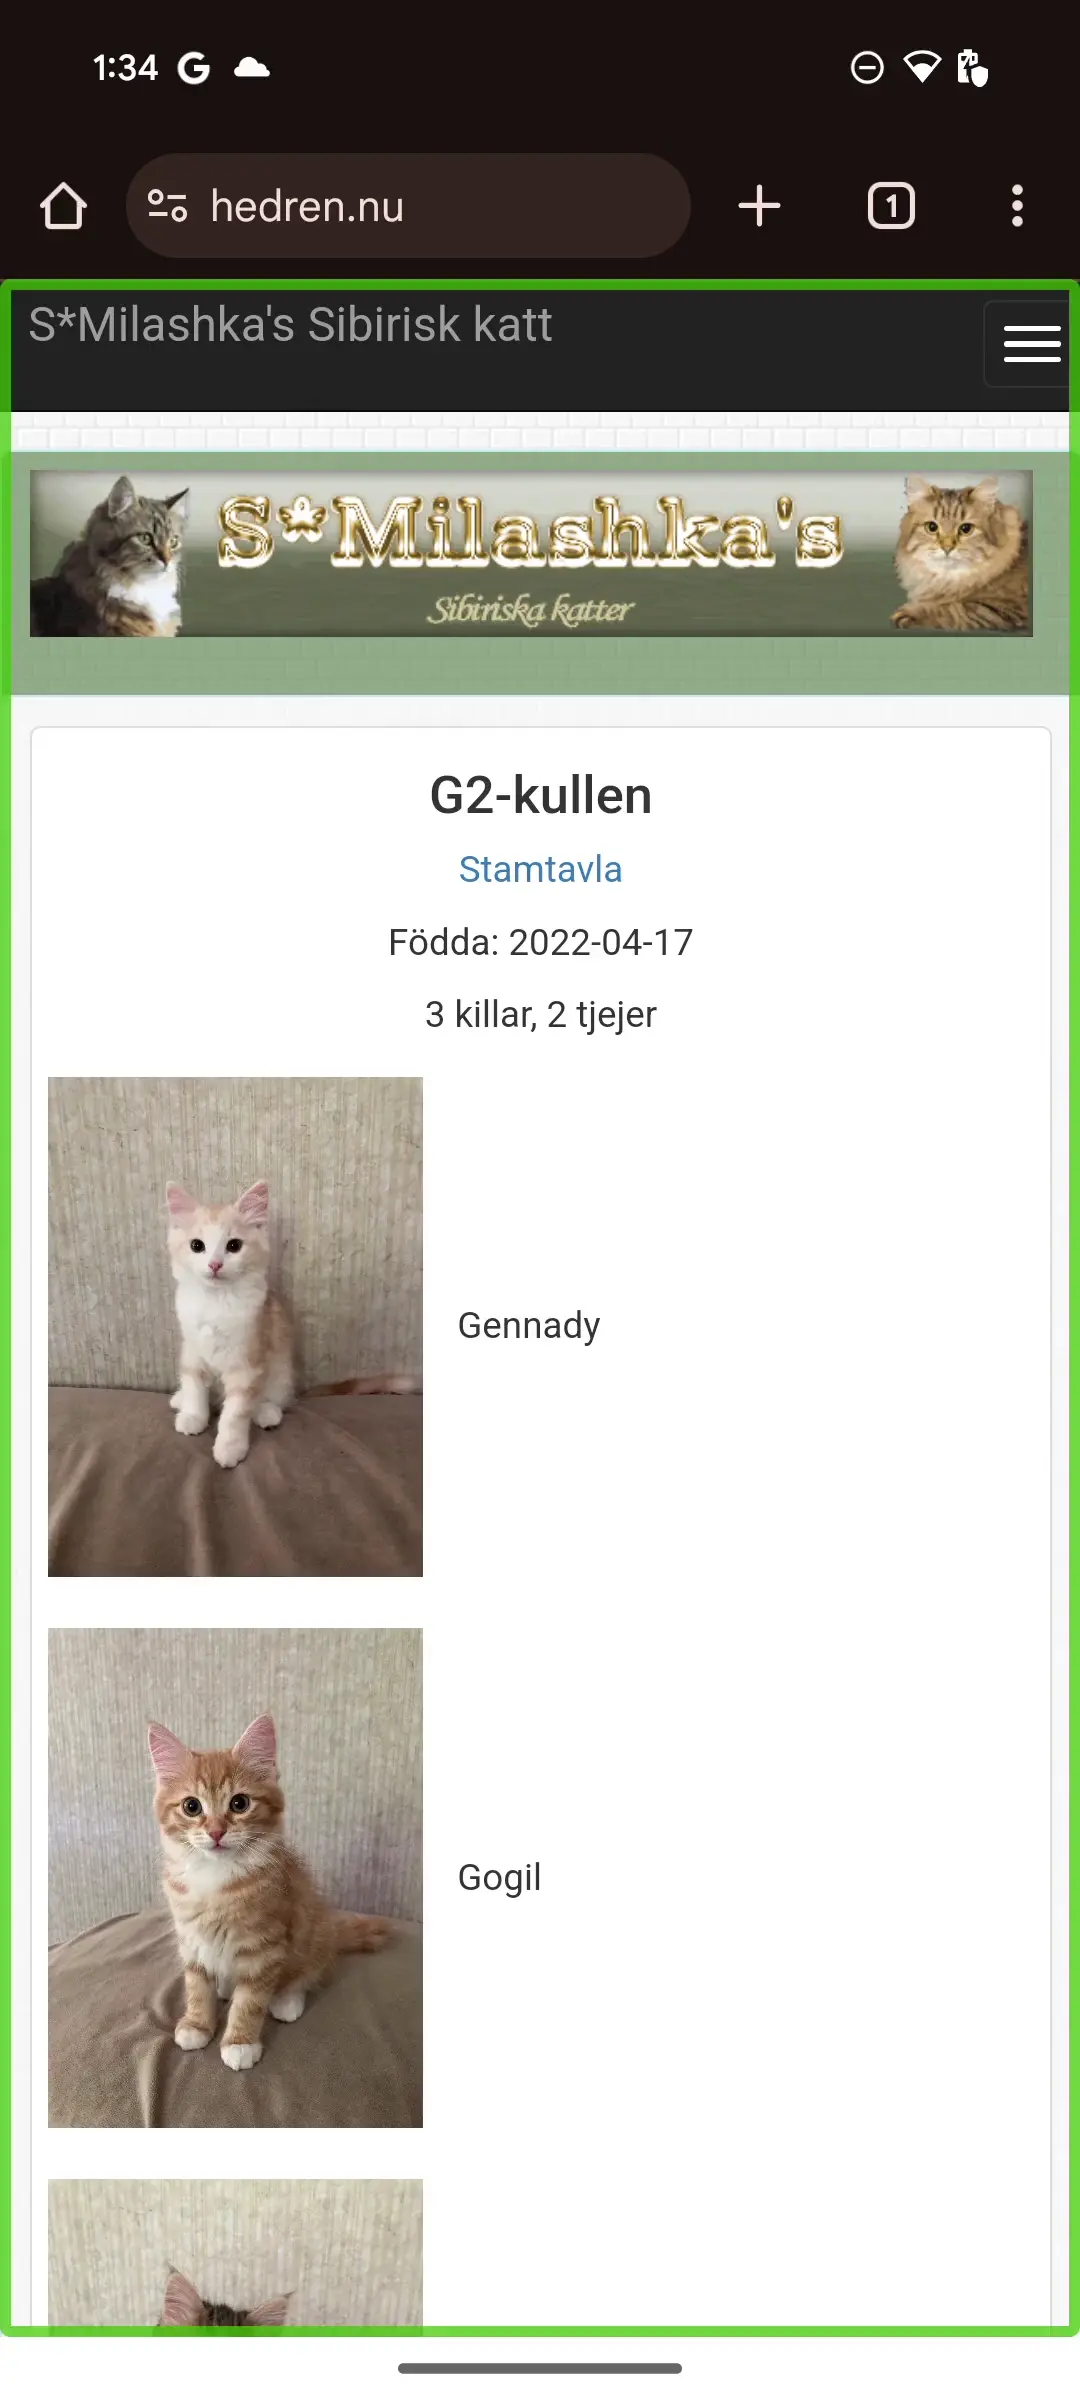 1:34
hedren.nu
1
S*Milashka's Sibirisk katt
S*Milashka's
Sibiriska katter
G2-kullen
Stamtavla
Födda: 2022-04-17
3 killar, 2 tjejer
Gennady
Gogil